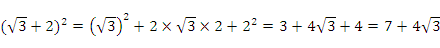 (√3 + 2)² = (√3)² + 2 × √3 × 2 + 2² = 3 + 4√3 + 4 = 7 + 4√3